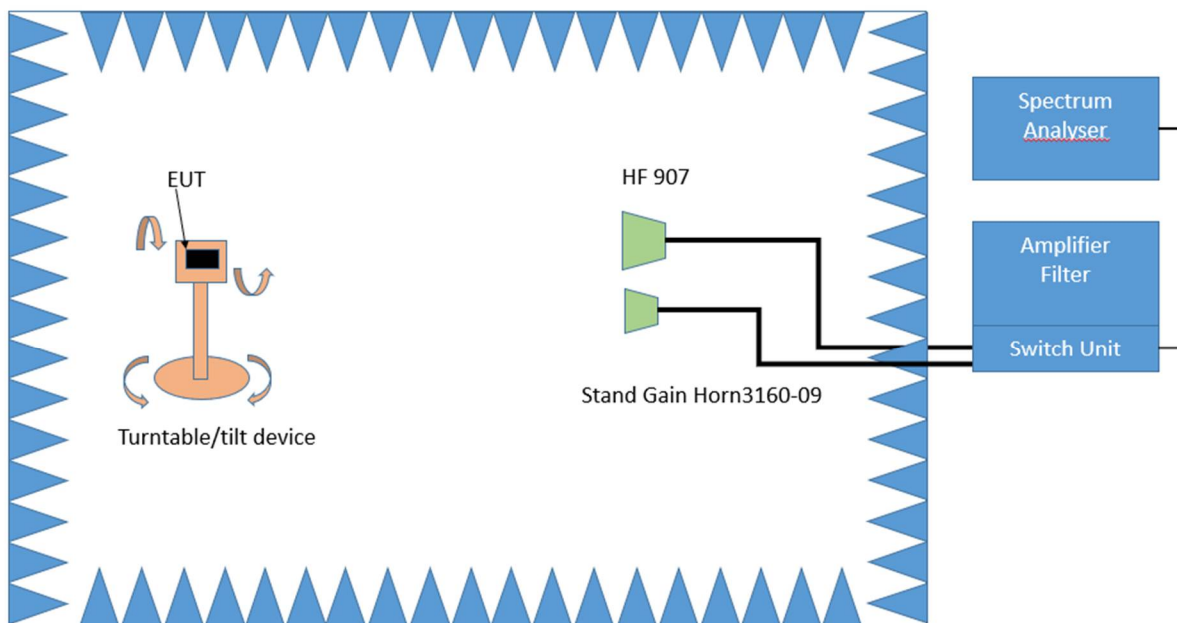 EUT
Turntable/tilt device
HF 907
Stand Gain Horn3160-09
Spectrum
Analyser
Amplifier
Filter
Switch Unit